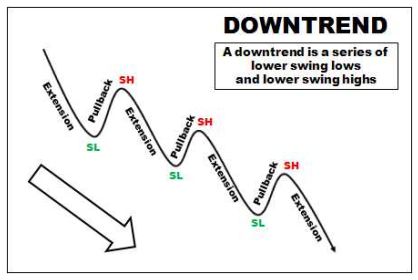 DOWNTREND
A downtrend is a series of
lower swing lows
and lower swing highs
Extension
SL
Pullback
SH
Extension
SL
Pullback
SH
Extension
SL
Pullback
SH
Extension